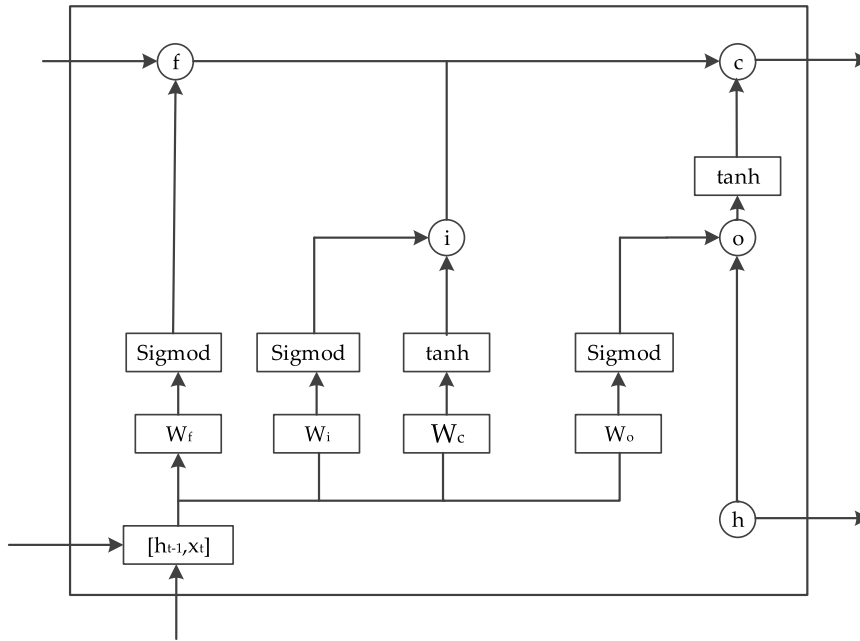 f
c
tanh
i
o
Sigmod
Sigmod
tanh
Sigmod
Wf
Wi
Wc
Wo
h
[ht-1,xt]